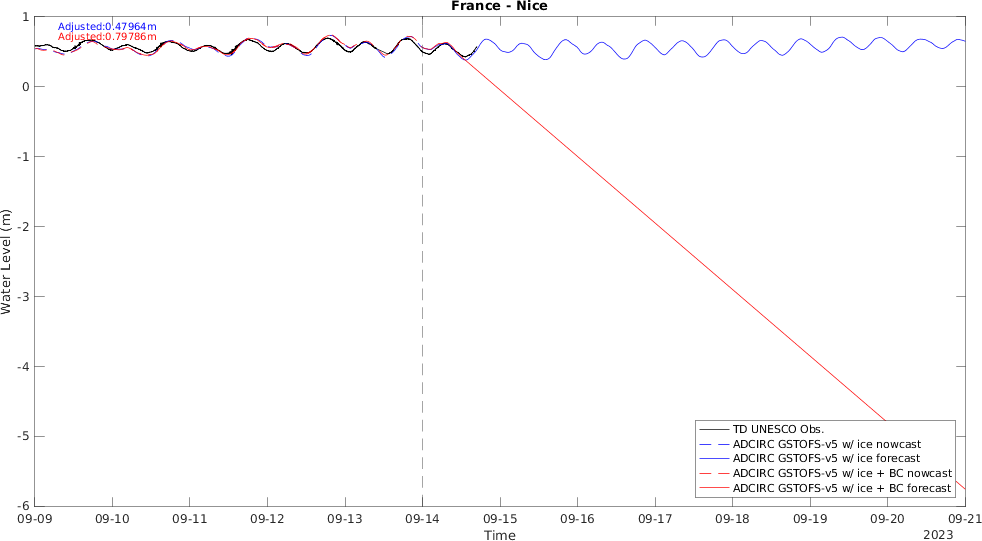 France - Nice
Adjusted:0.47964m
Adjusted:0.79786m
Water Level (m)
1
0
-1
-2
-3
-4
-5
-6
TD UNESCO Obs.
ADCIRC GSTOFS-v5 w/ ice nowcast
ADCIRC GSTOFS-v5 w/ ice forecast
ADCIRC GSTOFS-v5 w/ ice + BC nowcast
ADCIRC GSTOFS-v5 w/ ice + BC forecast
09-09 09-10 09-11 09-12 09-13 09-14 09-15 09-16 09-17 09-18 09-19 09-20 09-21
Time
2023